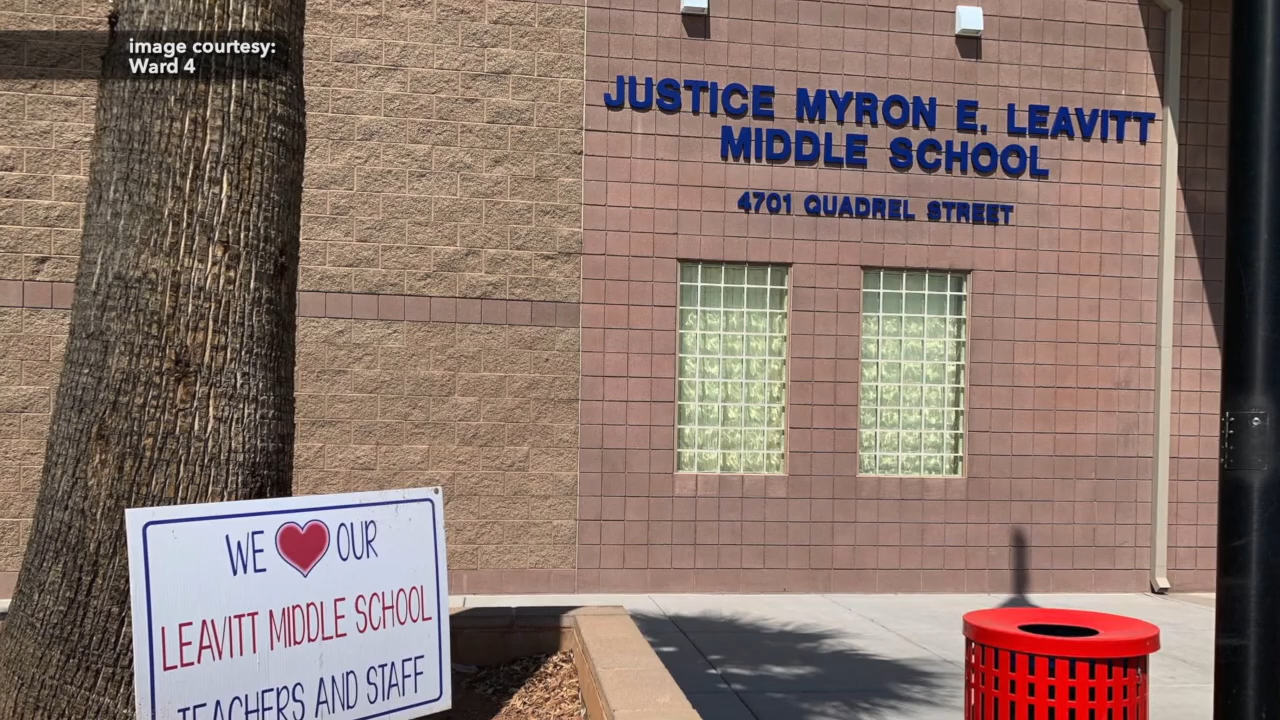 image courtesy:
Ward 4
JUSTICE MYRON E. LEAVITT
MIDDLE SCHOOL
4701 QUADREL STREET
WE ❤ OUR
LEAVITT MIDDLE SCHOOL
TEACHERS AND STAFF